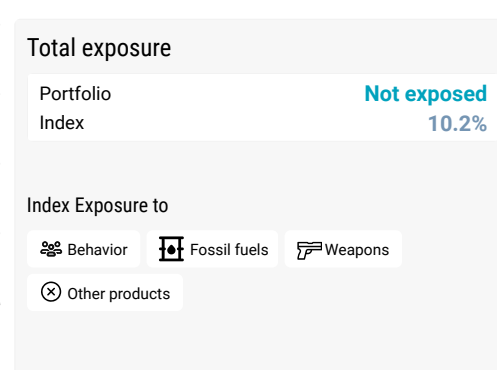 Total exposure
Portfolio Not exposed
Index 10.2%
Index Exposure to
Behavior Fossil fuels Weapons
Other products